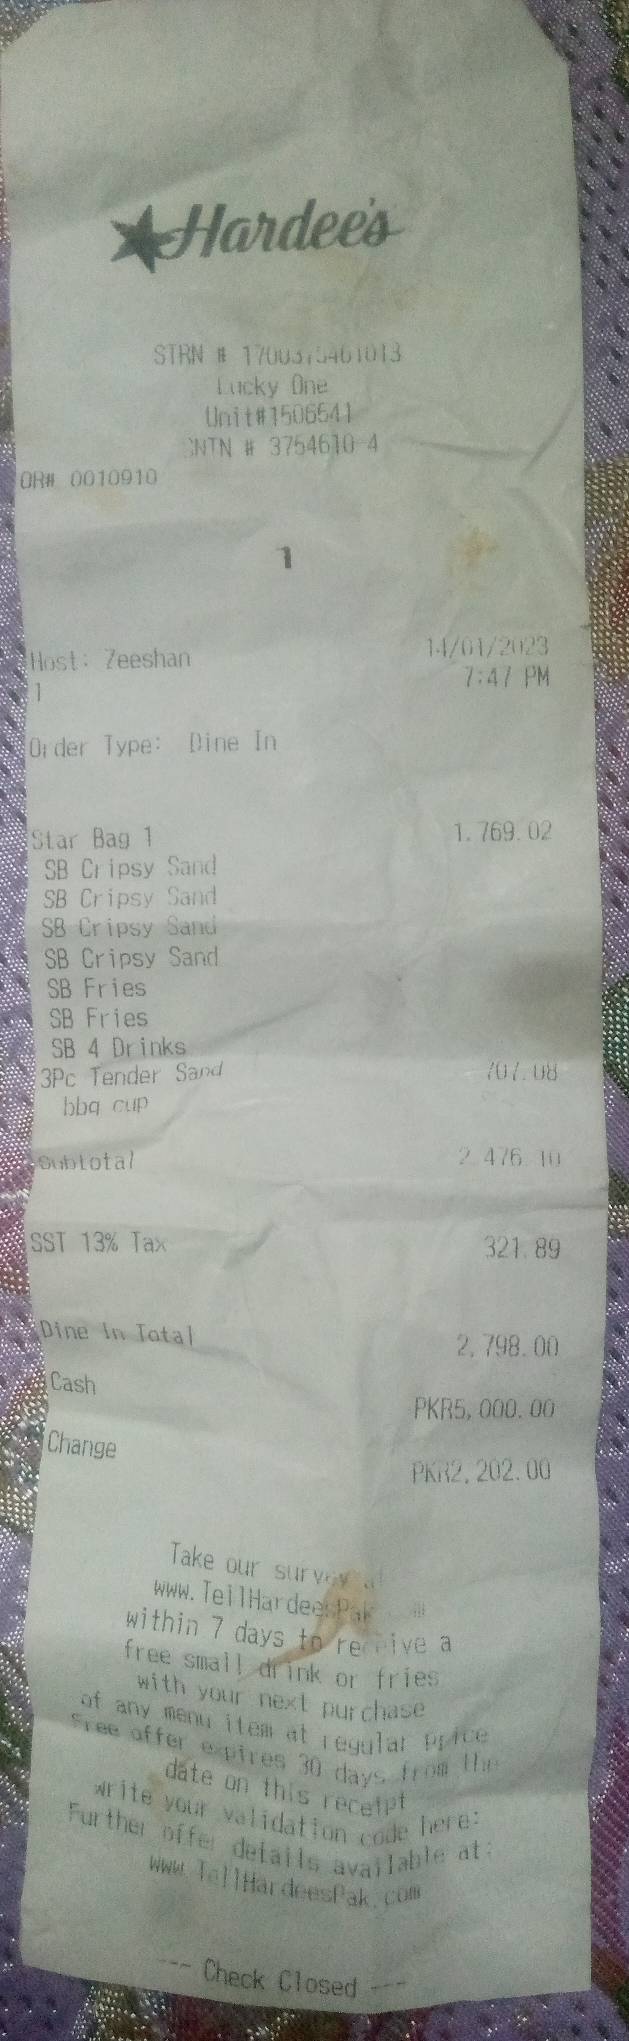 Hardee's
STRN # 1700375461013
Lucky One
Unit#1506541
SNTN # 3754610-4
OR# 0010910
1
Host: Zeeshan
14/01/2023
1
7:47 PM
Order Type: Dine In
Star Bag 1 1,769.02
SB Cripsy Sand
SB Cripsy Sand
SB Cripsy Sand
SB Cripsy Sand
SB Fries
SB Fries
SB 4 Drinks
3Pc Tender Sand 707.08
bbq cup
Subtotal 2,476.10
SST 13% Tax 321.89
Dine In Total 2,798.00
Cash PKR5,000.00
Change PKR2,202.00
Take our survey at
www.TellHardeesPak
within 7 days to receive a
free small drink or fries
with your next purchase
of any menu item at regular price
Free offer expires 30 days from the
date on this receipt
Write your validation code here:
Further offer details available at:
www.TellHardeesPak.com
--- Check Closed ---